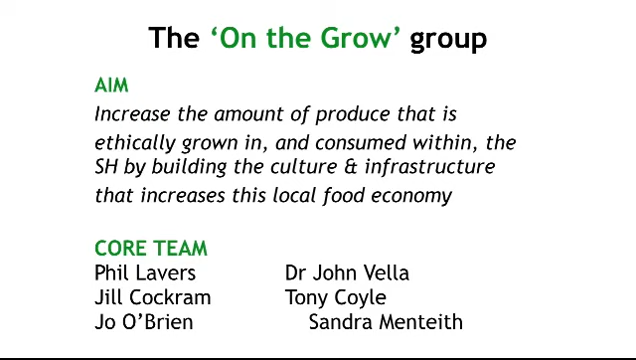 The ‘On the Grow’ group
AIM
Increase the amount of produce that is
ethically grown in, and consumed within, the
SH by building the culture & infrastructure
that increases this local food economy
CORE TEAM
Phil Lavers Dr John Vella
Jill Cockram Tony Coyle
Jo O’Brien Sandra Menteith